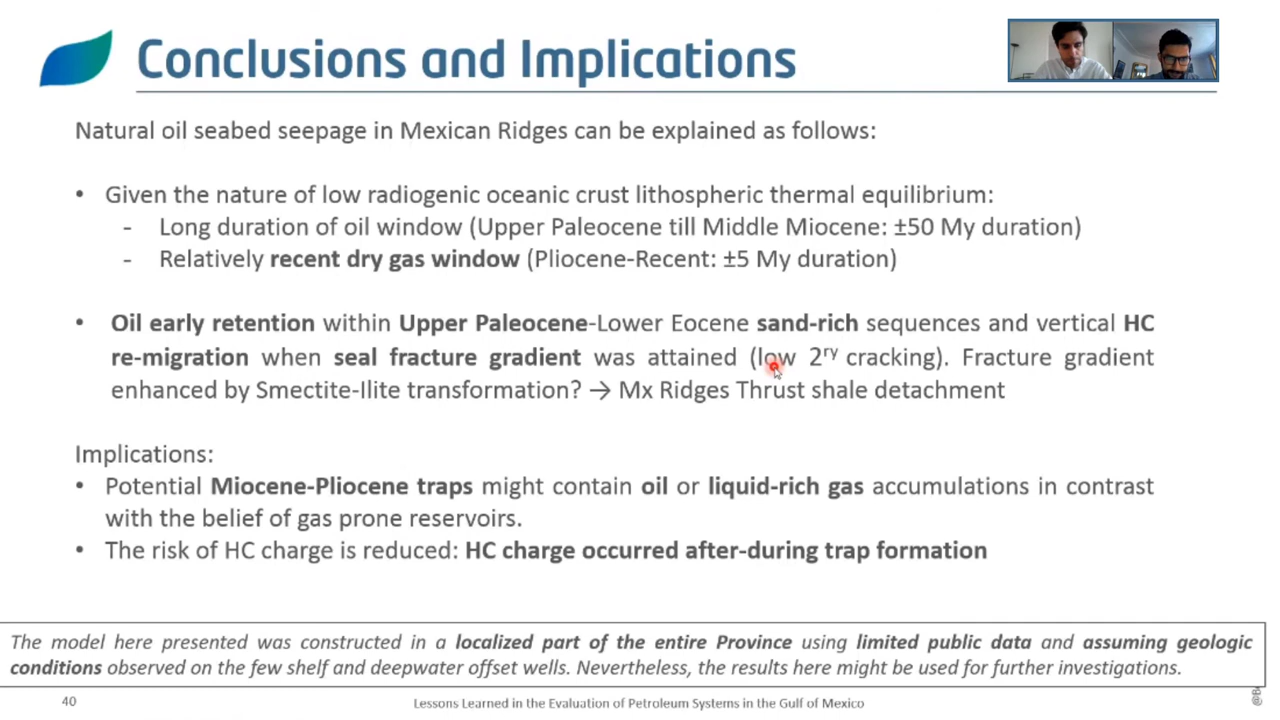 Conclusions and Implications
Natural oil seabed seepage in Mexican Ridges can be explained as follows:
• Given the nature of low radiogenic oceanic crust lithospheric thermal equilibrium:
- Long duration of oil window (Upper Paleocene till Middle Miocene: ±50 My duration)
- Relatively recent dry gas window (Pliocene-Recent: ±5 My duration)
• Oil early retention within Upper Paleocene-Lower Eocene sand-rich sequences and vertical HC
re-migration when seal fracture gradient was attained (low 2ry cracking). Fracture gradient
enhanced by Smectite-Ilite transformation? → Mx Ridges Thrust shale detachment
Implications:
• Potential Miocene-Pliocene traps might contain oil or liquid-rich gas accumulations in contrast
with the belief of gas prone reservoirs.
• The risk of HC charge is reduced: HC charge occurred after-during trap formation
The model here presented was constructed in a localized part of the entire Province using limited public data and assuming geologic
conditions observed on the few shelf and deepwater offset wells. Nevertheless, the results here might be used for further investigations.
40
Lessons Learned in the Evaluation of Petroleum Systems in the Gulf of Mexico